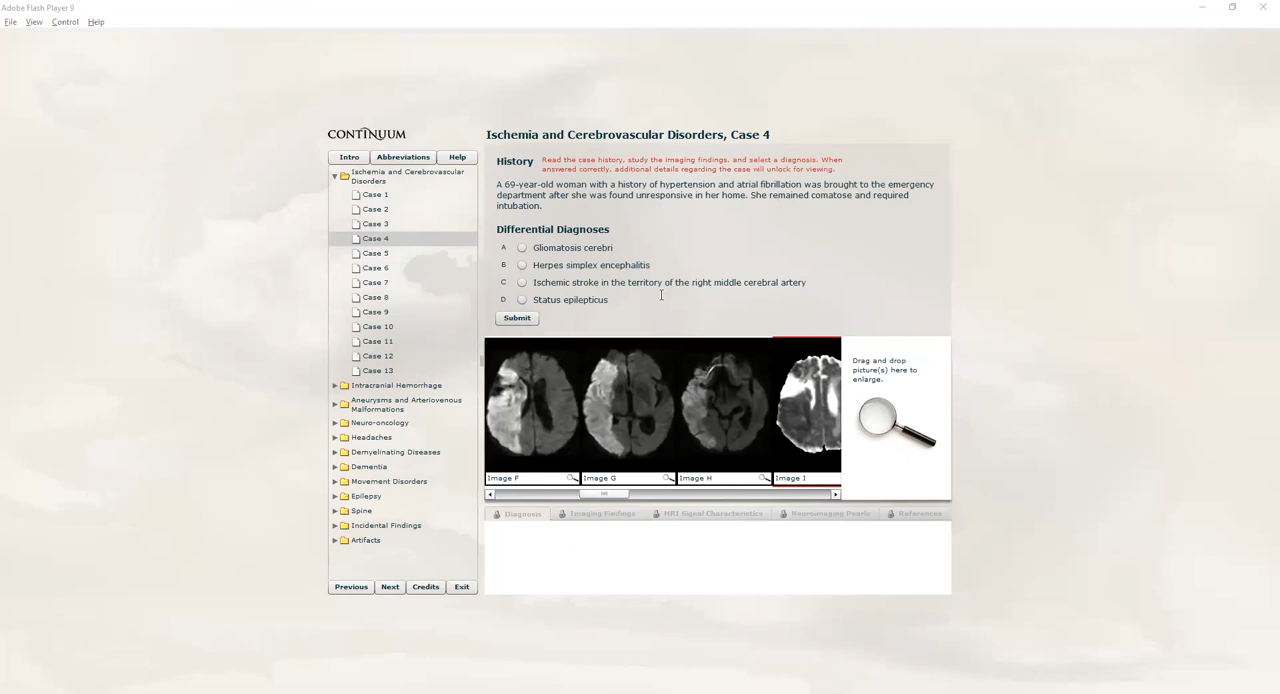 Adobe Flash Player 9
File View Control Help
CONTINUUM
Intro Abbreviations Help
Ischemia and Cerebrovascular
Disorders
Case 1
Case 2
Case 3
Case 4
Case 5
Case 6
Case 7
Case 8
Case 9
Case 10
Case 11
Case 12
Case 13
Intracranial Hemorrhage
Aneurysms and Arteriovenous
Malformations
Neuro-oncology
Headaches
Demyelinating Diseases
Dementia
Movement Disorders
Epilepsy
Spine
Incidental Findings
Artifacts
Previous Next Credits Exit
Ischemia and Cerebrovascular Disorders, Case 4
History Read the case history, study the imaging findings, and select a diagnosis. When
answered correctly, additional details regarding the case will unlock for viewing.
A 69-year-old woman with a history of hypertension and atrial fibrillation was brought to the emergency
department after she was found unresponsive in her home. She remained comatose and required
intubation.
Differential Diagnoses
A Gliomatosis cerebri
B Herpes simplex encephalitis
C Ischemic stroke in the territory of the right middle cerebral artery
D Status epilepticus
Submit
Image F Image G Image H Image I
Drag and drop
picture(s) here to
enlarge.
Diagnosis Imaging Findings MRI Signal Characteristics Neuroimaging Pearls References